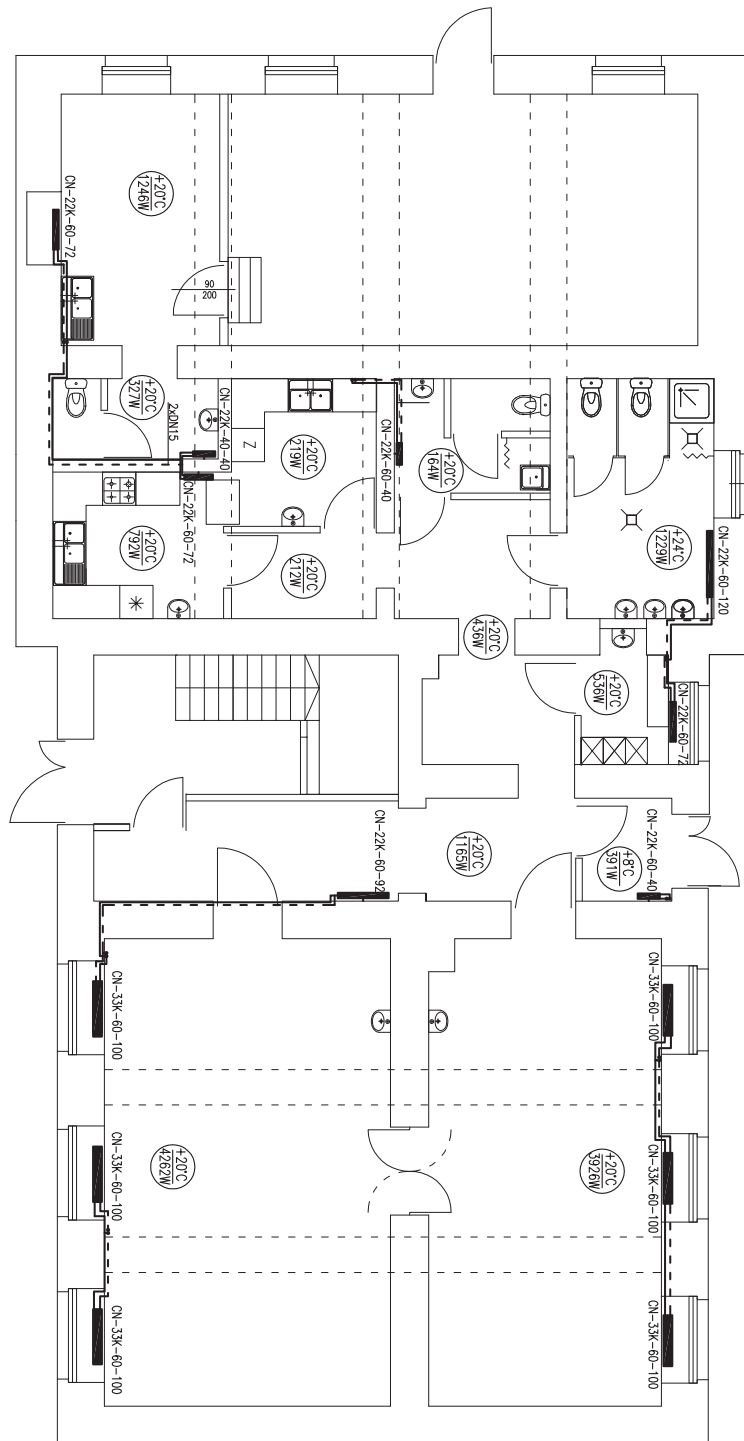 +20°C
1246W
CN-22K-60-72
90
200
+20°C
327W
2xDN15
CN-22K-40-40
Z
+20°C
219W
CN-22K-60-40
+20°C
164W
CN-22K-60-72
+20°C
792W
+20°C
212W
+24°C
1229W
CN-22K-60-120
+20°C
436W
+20°C
536W
CN-22K-60-72
CN-22K-60-92
+20°C
1165W
+8°C
391W
CN-22K-60-40
CN-33K-60-100
CN-33K-60-100
+20°C
4262W
CN-33K-60-100
+20°C
3926W
CN-33K-60-100
CN-33K-60-100
CN-33K-60-100